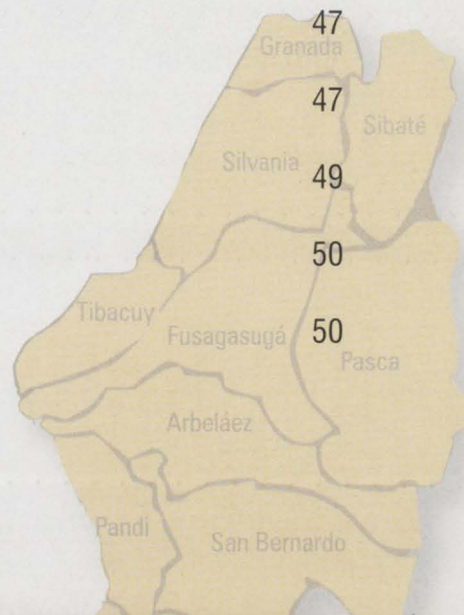 47
Granada
47
Sibaté
Silvania
49
50
Tibacuy
Fusagasugá
50
Pasca
Arbeláez
Pandi
San Bernardo